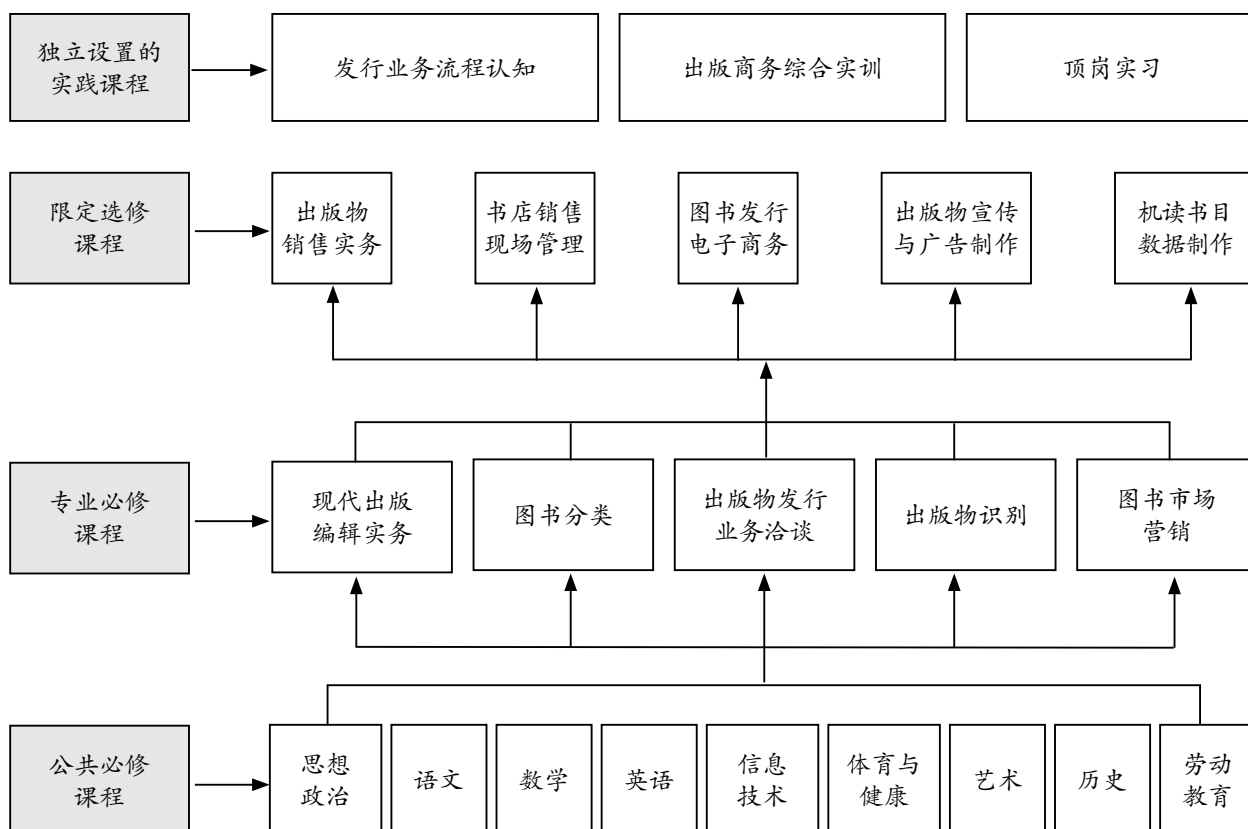 独立设置的
实践课程
发行业务流程认知
出版商务综合实训
顶岗实习
限定选修
课程
出版物
销售实务
书店销售
现场管理
图书发行
电子商务
出版物宣传
与广告制作
机读书目
数据制作
专业必修
课程
现代出版
编辑实务
图书分类
出版物发行
业务洽谈
出版物识别
图书市场
营销
公共必修
课程
思想
政治
语文
数学
英语
信息
技术
体育与
健康
艺术
历史
劳动
教育